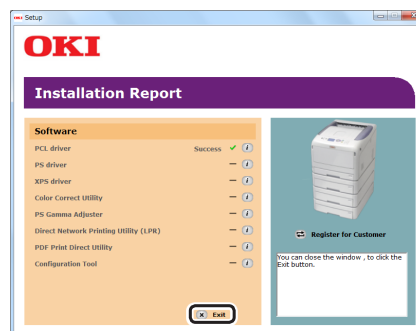 OKI Setup
OKI
Installation Report
Software
PCL driver Success ✓ i
PS driver — i
XPS driver — i
Color Correct Utility — i
PS Gamma Adjuster — i
Direct Network Printing Utility (LPR) — i
PDF Print Direct Utility — i
Configuration Tool — i
X Exit
Register for Customer
You can close the window , to click the
Exit button.